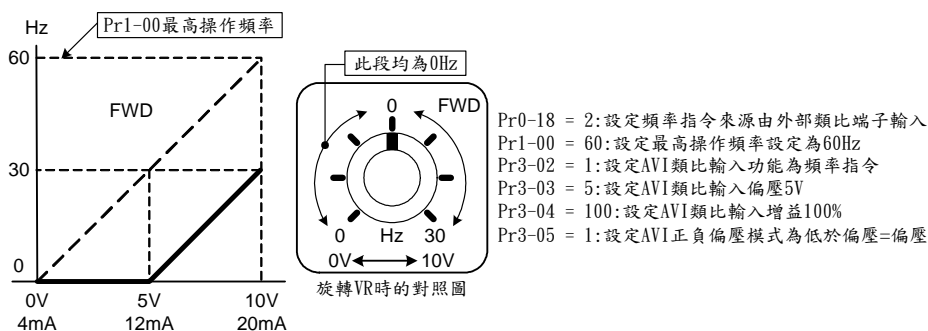 Hz
Pr1-00最高操作頻率
60
FWD
30
0
0V
5V
10V
4mA
12mA
20mA
此段均為0Hz
0
FWD
0
Hz
30
0V
10V
旋轉VR時的對照圖
Pr0-18 = 2:設定頻率指令來源由外部類比端子輸入
Pr1-00 = 60:設定最高操作頻率設定為60Hz
Pr3-02 = 1:設定AVI類比輸入功能為頻率指令
Pr3-03 = 5:設定AVI類比輸入偏壓5V
Pr3-04 = 100:設定AVI類比輸入增益100%
Pr3-05 = 1:設定AVI正負偏壓模式為低於偏壓=偏壓